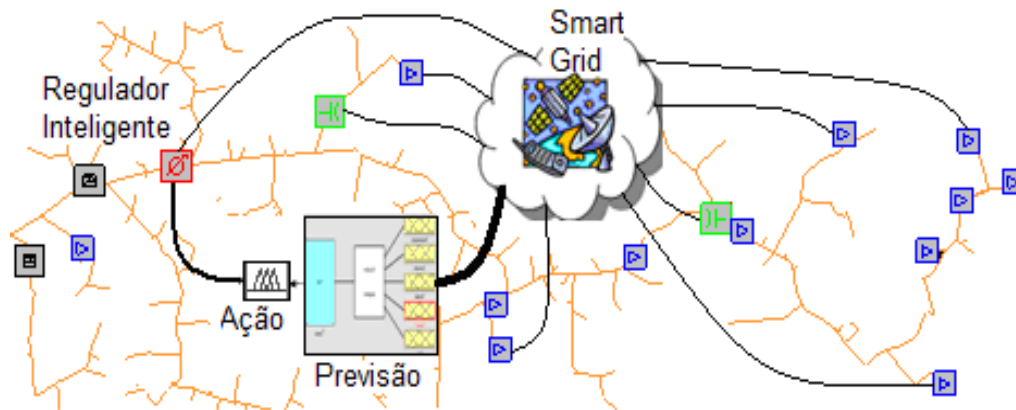 Smart
Grid
Regulador
Inteligente
Ação
Previsão